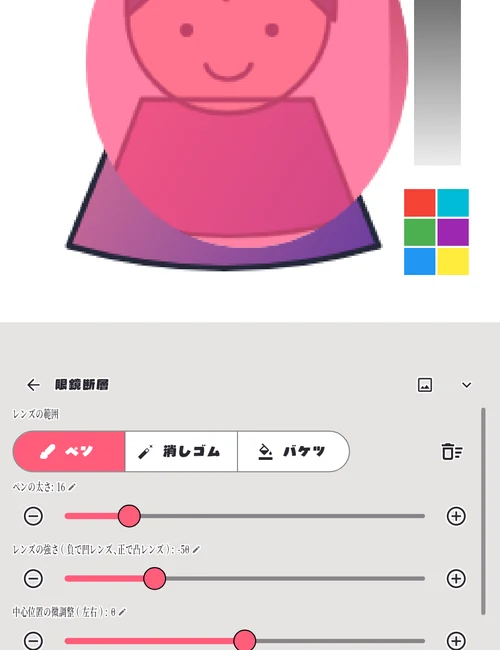 眼鏡断層
レンズの範囲
ペン 消しゴム バケツ
ペンの太さ: 16
レンズの強さ(負で凹レンズ、正で凸レンズ): -50
中心位置の微調整(左右): 0